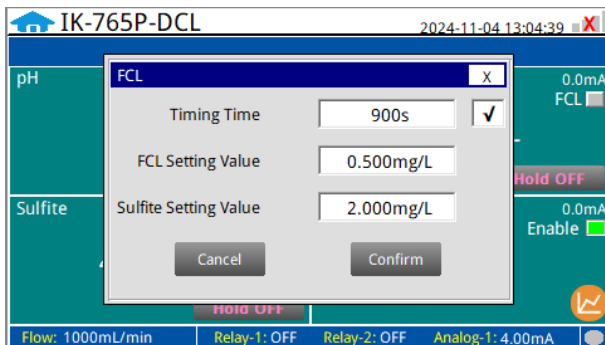 IK-765P-DCL
2024-11-04 13:04:39
X
FCL
X
Timing Time
900s
√
FCL Setting Value
0.500mg/L
Sulfite Setting Value
2.000mg/L
Cancel
Confirm
pH
0.0mA
FCL
Hold OFF
Sulfite
0.0mA
Enable
Hold OFF
Flow: 1000mL/min Relay-1: OFF Relay-2: OFF Analog-1: 4.00mA